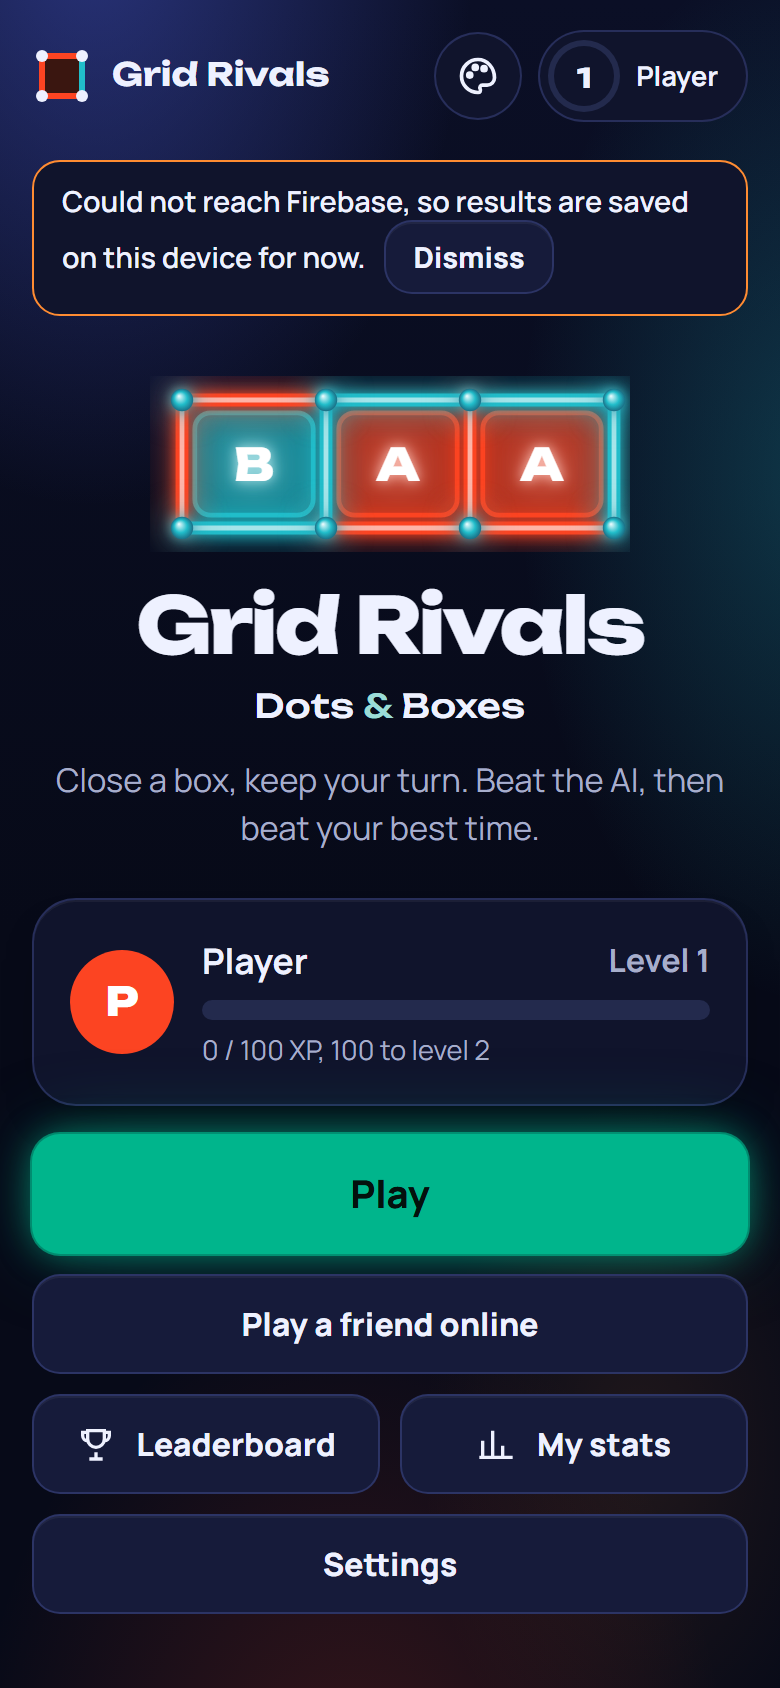 Grid Rivals
1 Player
Could not reach Firebase, so results are saved
on this device for now. Dismiss
B A A
Grid Rivals
Dots & Boxes
Close a box, keep your turn. Beat the AI, then
beat your best time.
P
Player Level 1
0 / 100 XP, 100 to level 2
Play
Play a friend online
Leaderboard My stats
Settings